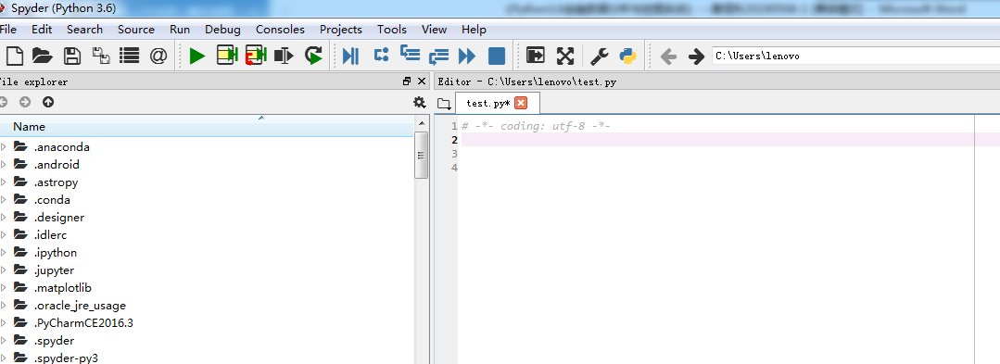 Spyder (Python 3.6)
File Edit Search Source Run Debug Consoles Projects Tools View Help
C:\Users\lenovo
File explorer
Editor - C:\Users\lenovo\test.py
test.py*
Name
1 # -*- coding: utf-8 -*-
2
3
4
.anaconda
.android
.astropy
.conda
.designer
.idlerc
.ipython
.jupyter
.matplotlib
.oracle_jre_usage
.PyCharmCE2016.3
.spyder
.spyder-py3